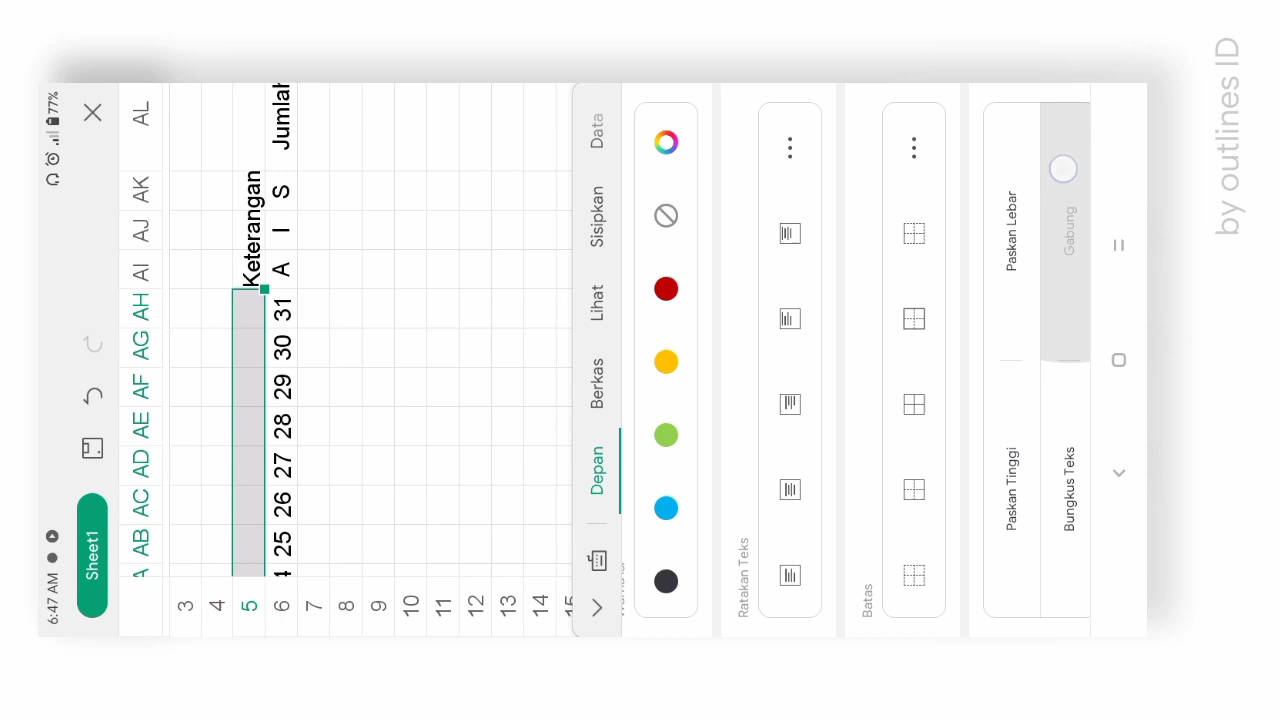 6:47 AM
77%
Sheet1
A AB AC AD AE AF AG AH AI AJ AK AL
3
4
5 Keterangan
6 25 26 27 28 29 30 31 A I S Jumlah
7
8
9
10
11
12
13
14
15
Depan Berkas Lihat Sisipkan Data
Ratakan Teks
Batas
Paskan Tinggi Paskan Lebar
Bungkus Teks Gabung
by outlines ID